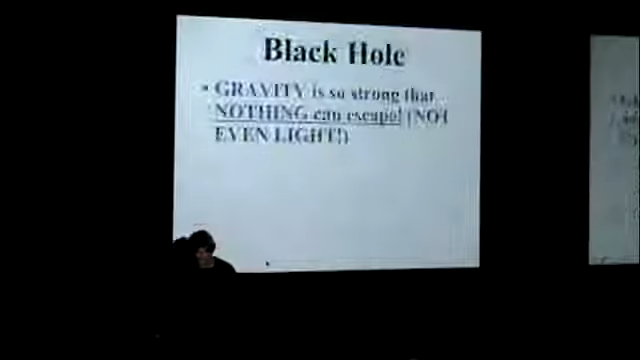 Black Hole
• GRAVITY is so strong that
NOTHING can escape! (NOT
EVEN LIGHT!)